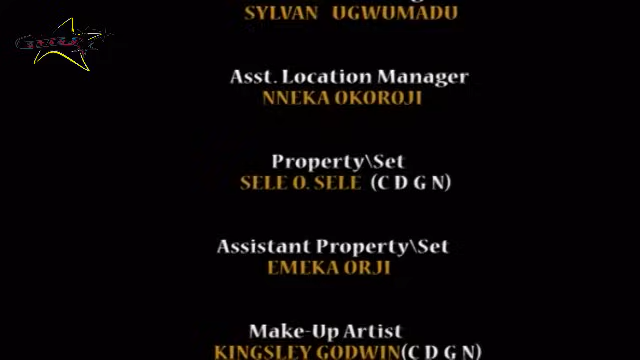 SYLVAN UGWUMADU
Asst. Location Manager
NNEKA OKOROJI
Property\Set
SELE O. SELE (C D G N)
Assistant Property\Set
EMEKA ORJI
Make-Up Artist
KINGSLEY GODWIN(C D G N)